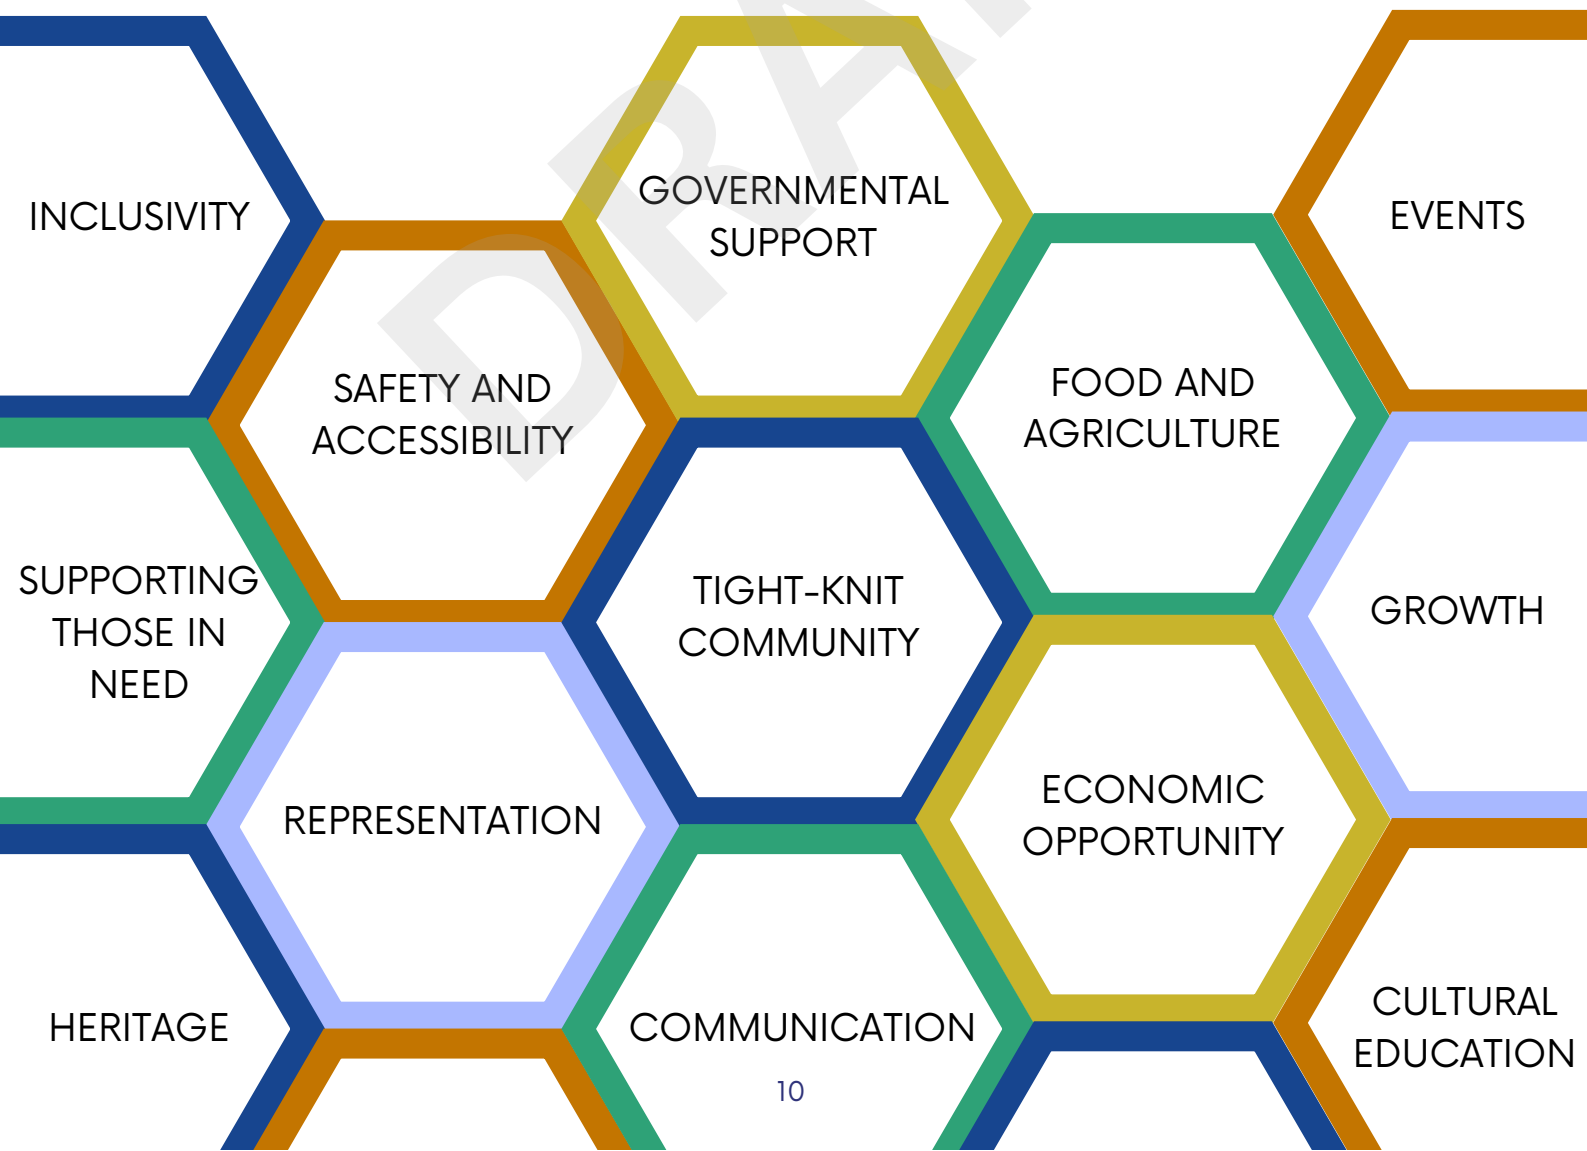 INCLUSIVITY
GOVERNMENTAL
SUPPORT
EVENTS
SAFETY AND
ACCESSIBILITY
FOOD AND
AGRICULTURE
SUPPORTING
THOSE IN
NEED
TIGHT-KNIT
COMMUNITY
GROWTH
REPRESENTATION
ECONOMIC
OPPORTUNITY
HERITAGE
COMMUNICATION
CULTURAL
EDUCATION
10
DRA